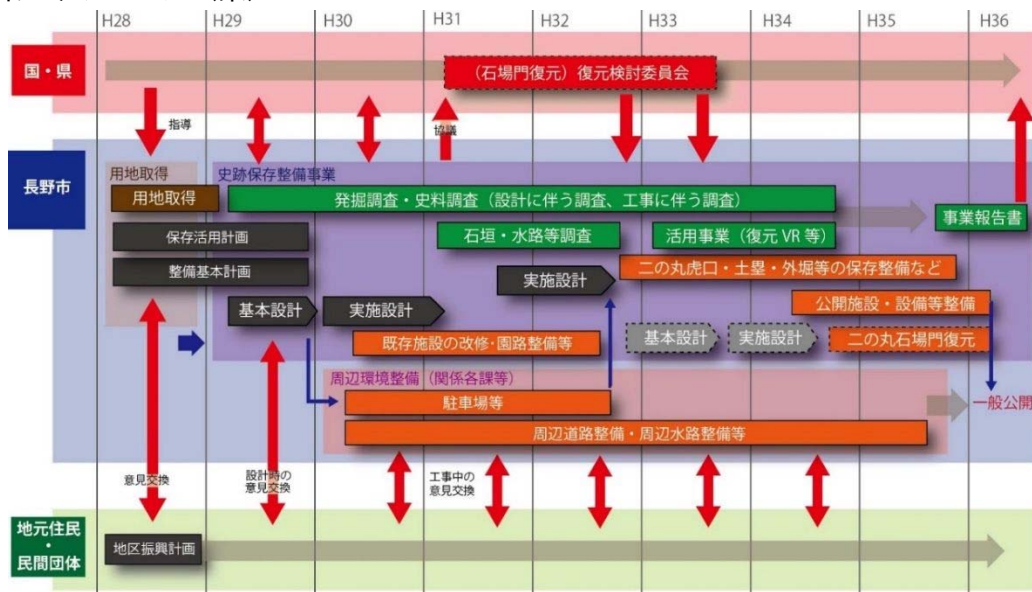 H28 H29 H30 H31 H32 H33 H34 H35 H36
国・県
(石場門復元) 復元検討委員会
指導
協議
長野市
用地取得
史跡保存整備事業
用地取得
発掘調査・史料調査（設計に伴う調査、工事に伴う調査）
事業報告書
保存活用計画
石垣・水路等調査
活用事業（復元 VR 等）
整備基本計画
実施設計
二の丸虎口・土塁・外堀等の保存整備など
基本設計
実施設計
公開施設・設備等整備
既存施設の改修・園路整備等
基本設計
実施設計
二の丸石場門復元
周辺環境整備（関係各課等）
駐車場等
一般公開
周辺道路整備・周辺水路整備等
意見交換
設計時の
意見交換
工事中の
意見交換
地元住民
・
民間団体
地区振興計画